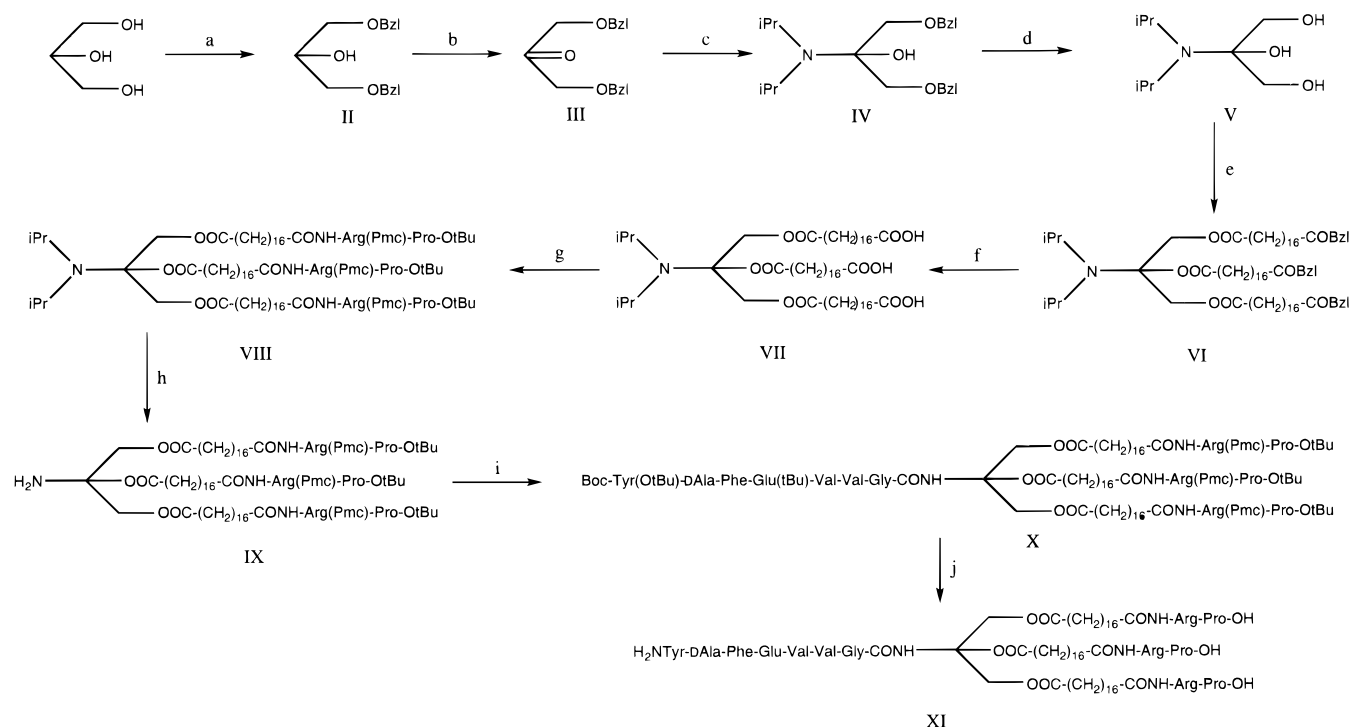 OH
OH
OH
a
OBzl
OH
OBzl
II
b
OBzl
O
OBzl
III
c
iPr
N
iPr
OBzl
OH
OBzl
IV
d
iPr
N
iPr
OH
OH
OH
V
e
iPr
N
iPr
OOC-(CH2)16-CONH-Arg(Pmc)-Pro-OtBu
OOC-(CH2)16-CONH-Arg(Pmc)-Pro-OtBu
OOC-(CH2)16-CONH-Arg(Pmc)-Pro-OtBu
VIII
g
iPr
N
iPr
OOC-(CH2)16-COOH
OOC-(CH2)16-COOH
OOC-(CH2)16-COOH
VII
f
iPr
N
iPr
OOC-(CH2)16-COBzl
OOC-(CH2)16-COBzl
OOC-(CH2)16-COBzl
VI
h
H2N
OOC-(CH2)16-CONH-Arg(Pmc)-Pro-OtBu
OOC-(CH2)16-CONH-Arg(Pmc)-Pro-OtBu
OOC-(CH2)16-CONH-Arg(Pmc)-Pro-OtBu
IX
i
Boc-Tyr(OtBu)-DAla-Phe-Glu(tBu)-Val-Val-Gly-CONH
OOC-(CH2)16-CONH-Arg(Pmc)-Pro-OtBu
OOC-(CH2)16-CONH-Arg(Pmc)-Pro-OtBu
OOC-(CH2)16-CONH-Arg(Pmc)-Pro-OtBu
X
j
H2NTyr-DAla-Phe-Glu-Val-Val-Gly-CONH
OOC-(CH2)16-CONH-Arg-Pro-OH
OOC-(CH2)16-CONH-Arg-Pro-OH
OOC-(CH2)16-CONH-Arg-Pro-OH
XI